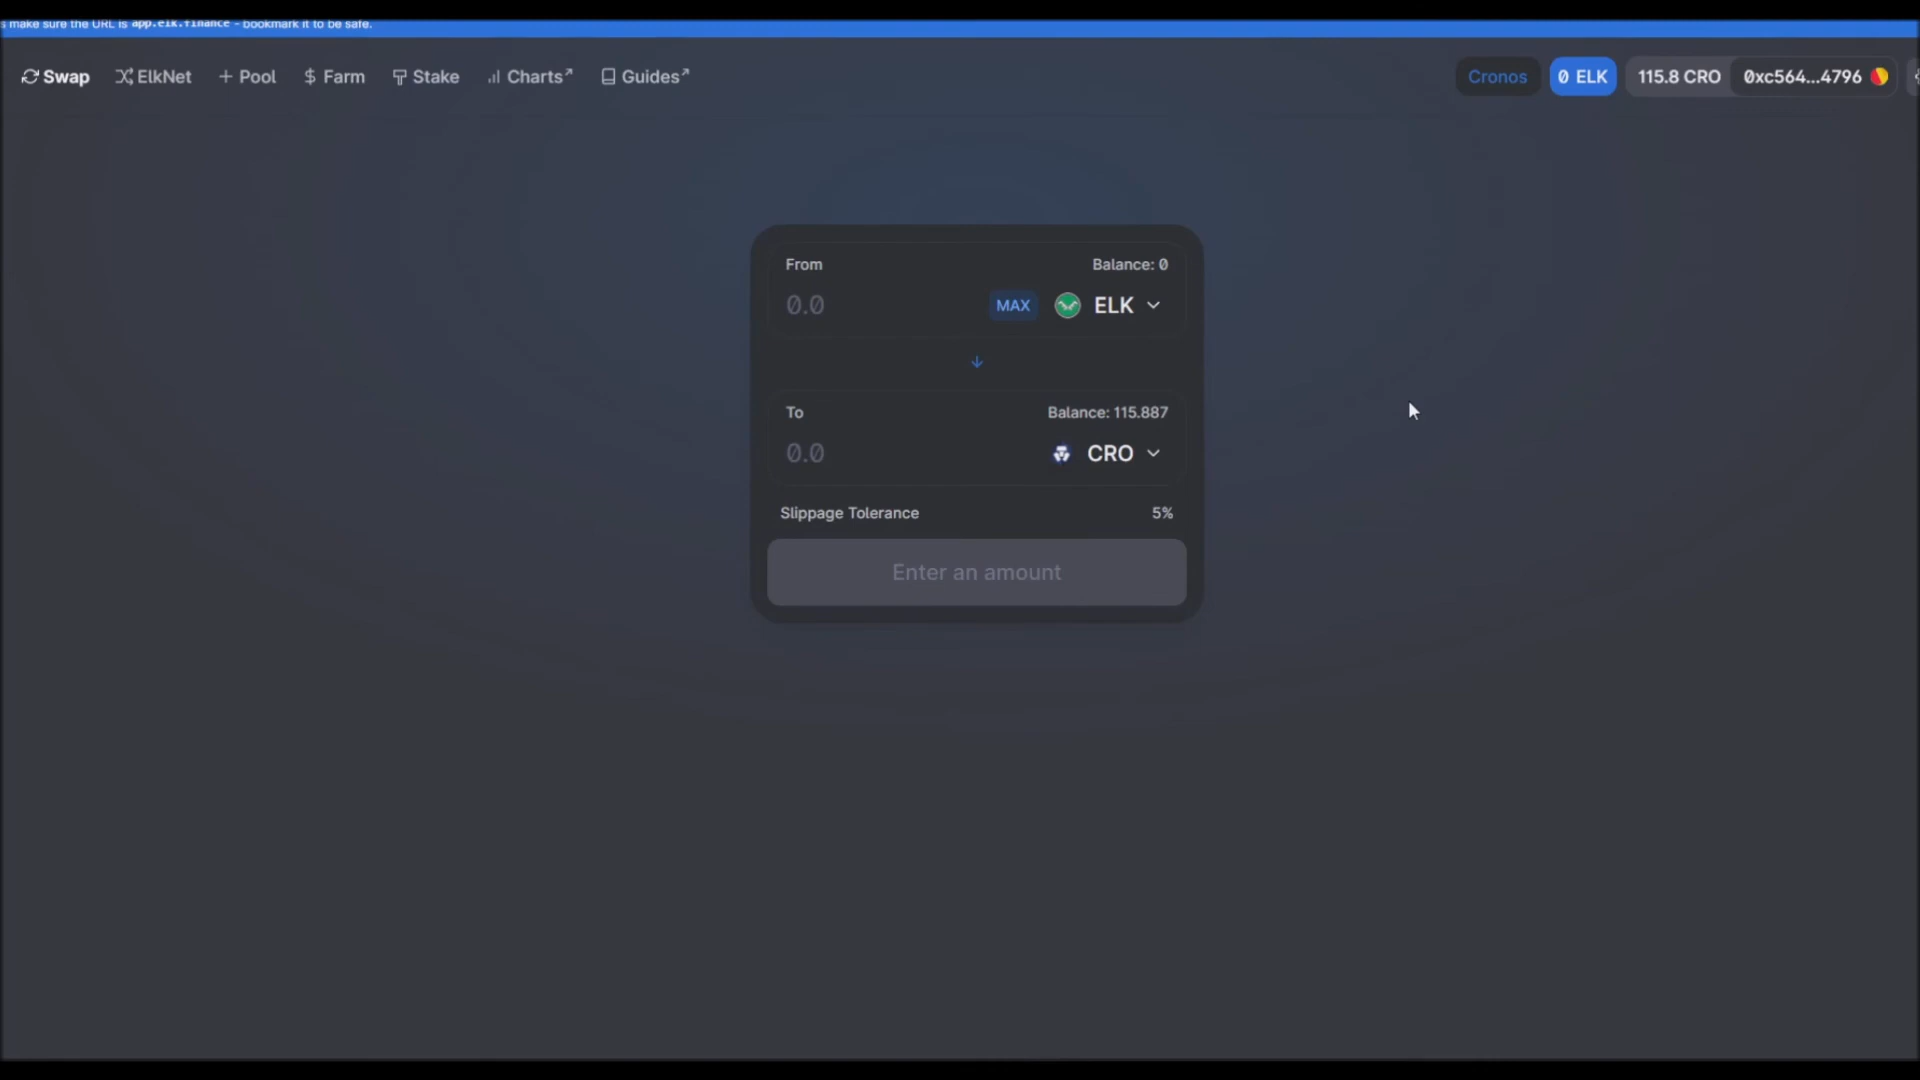 make sure the URL is app.elk.finance - bookmark it to be safe.
Swap ElkNet Pool Farm Stake Charts Guides Cronos 0 ELK 115.8 CRO 0xc564...4796
From Balance: 0
0.0 MAX ELK
To Balance: 115.887
0.0 CRO
Slippage Tolerance 5%
Enter an amount